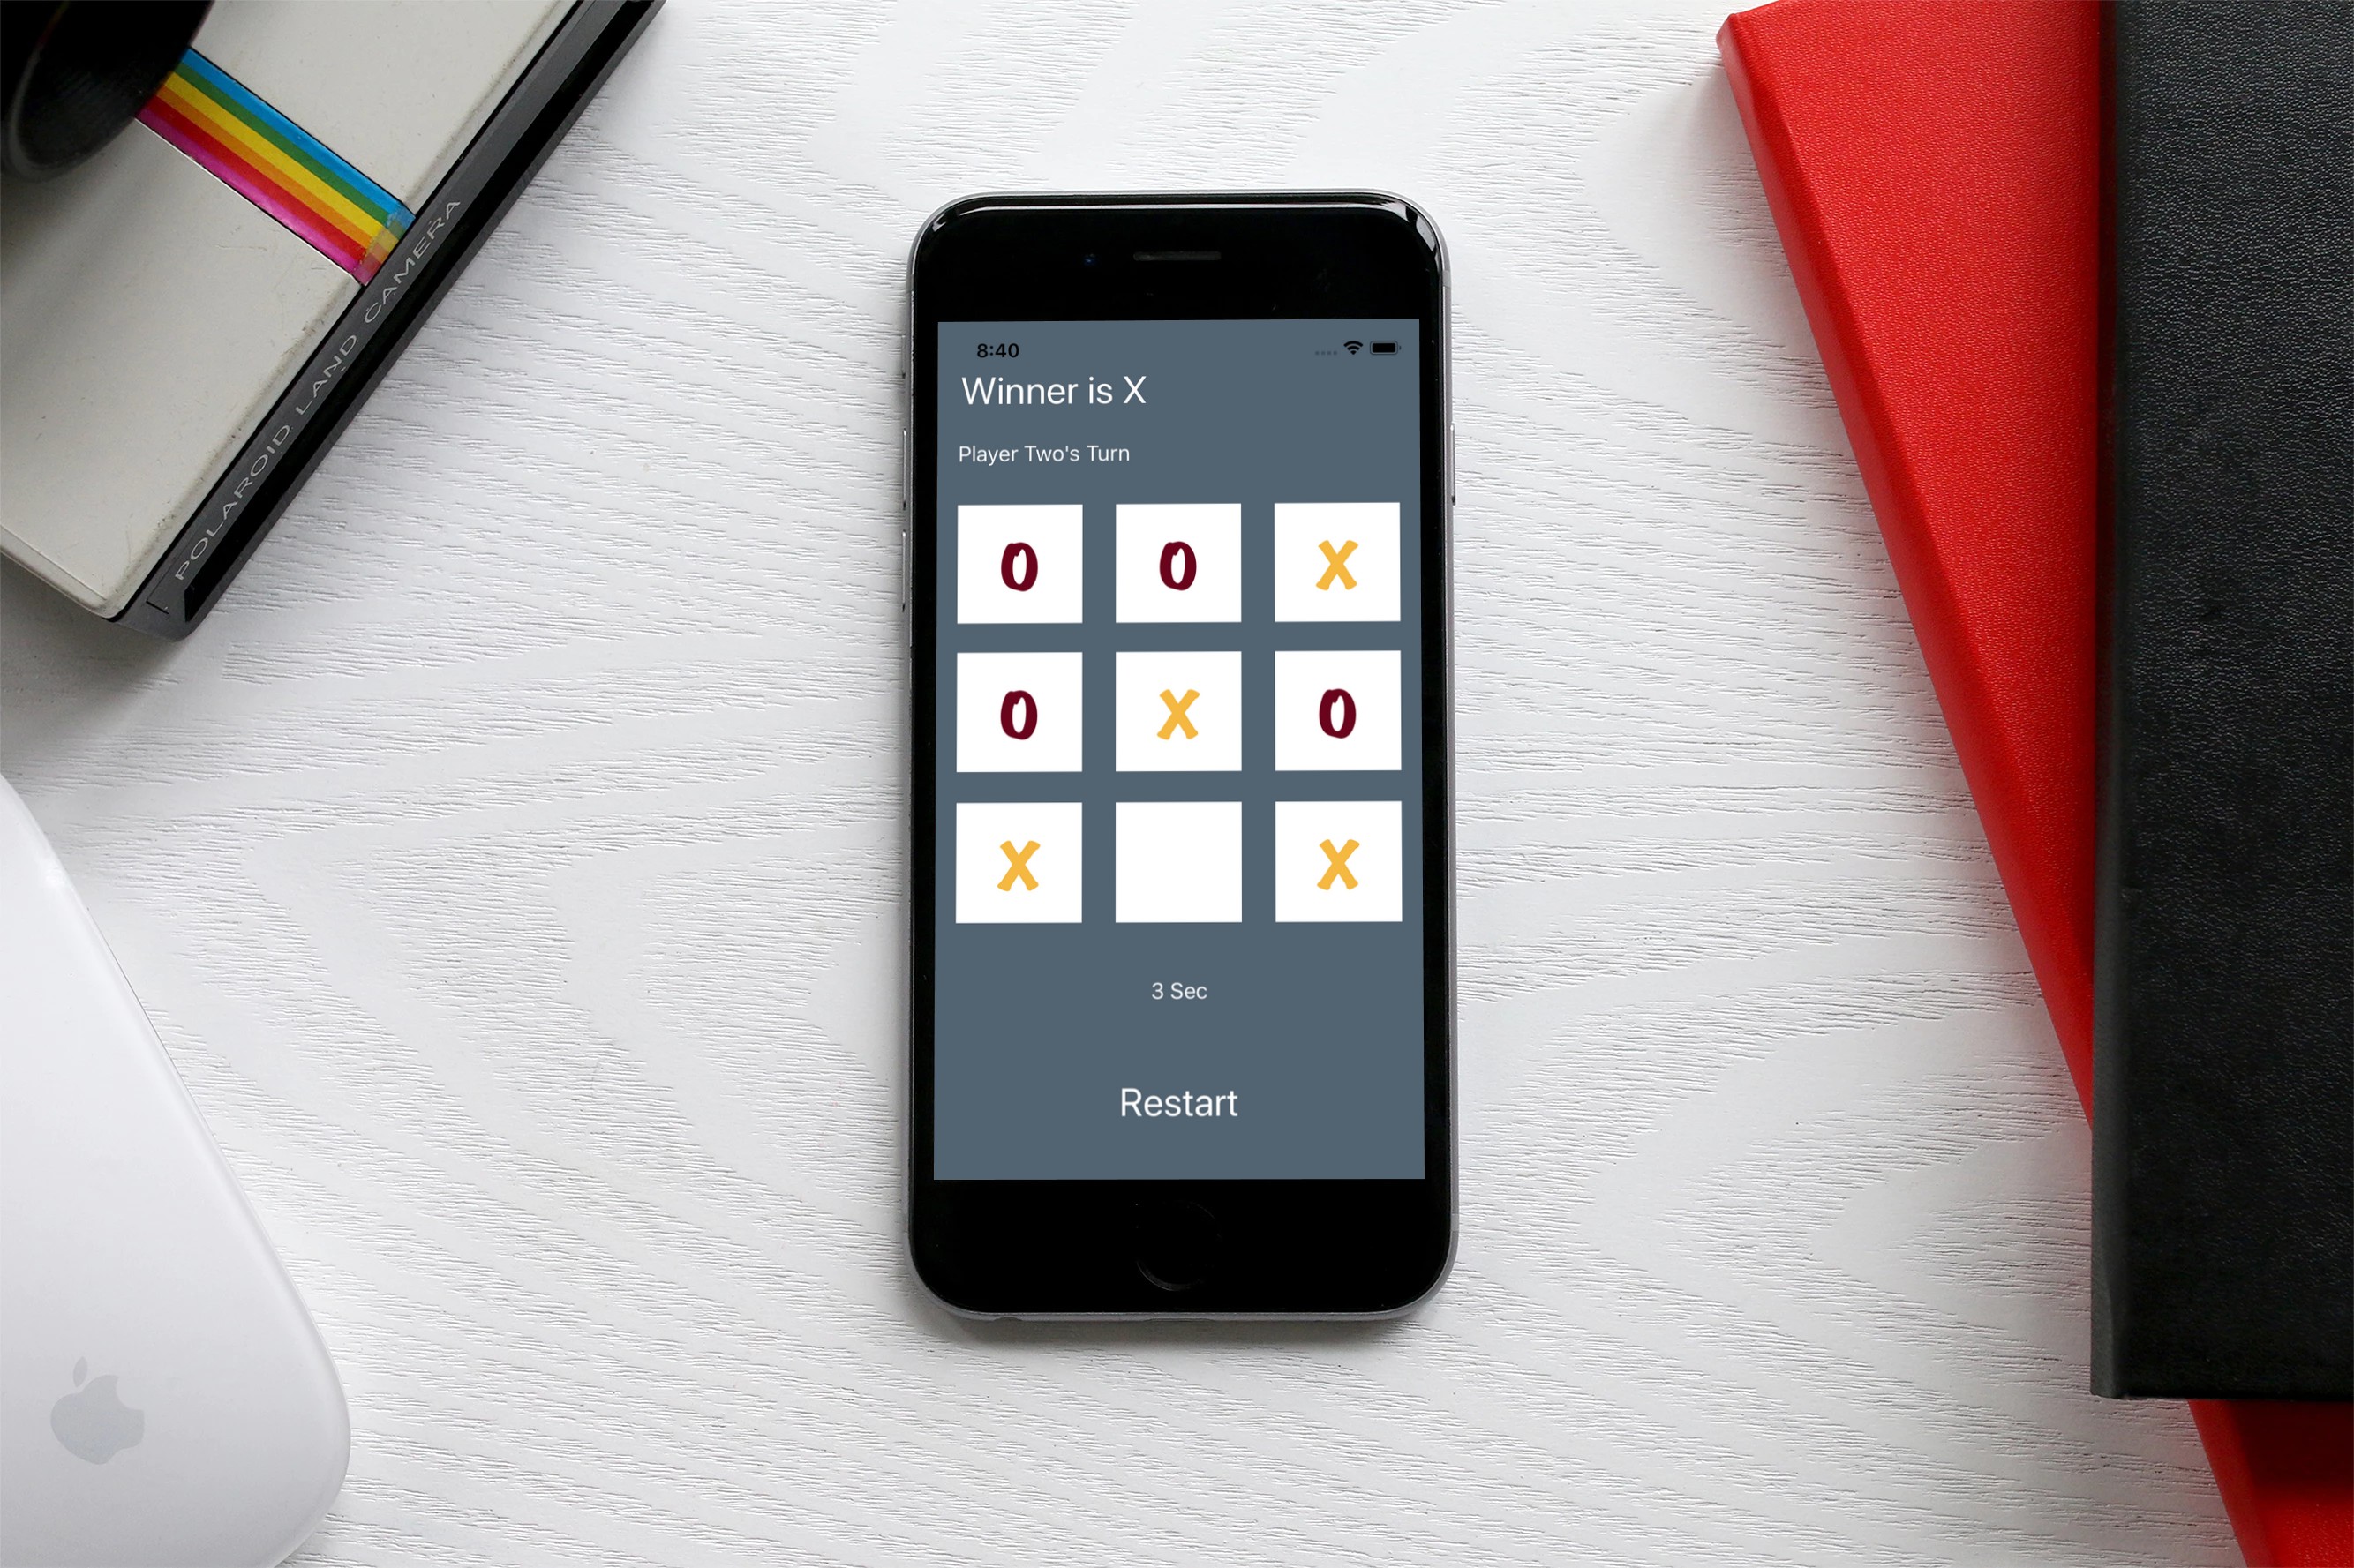 POLAROID LAND CAMERA
8:40
Winner is X
Player Two's Turn
O O X
O X O
X X
3 Sec
Restart